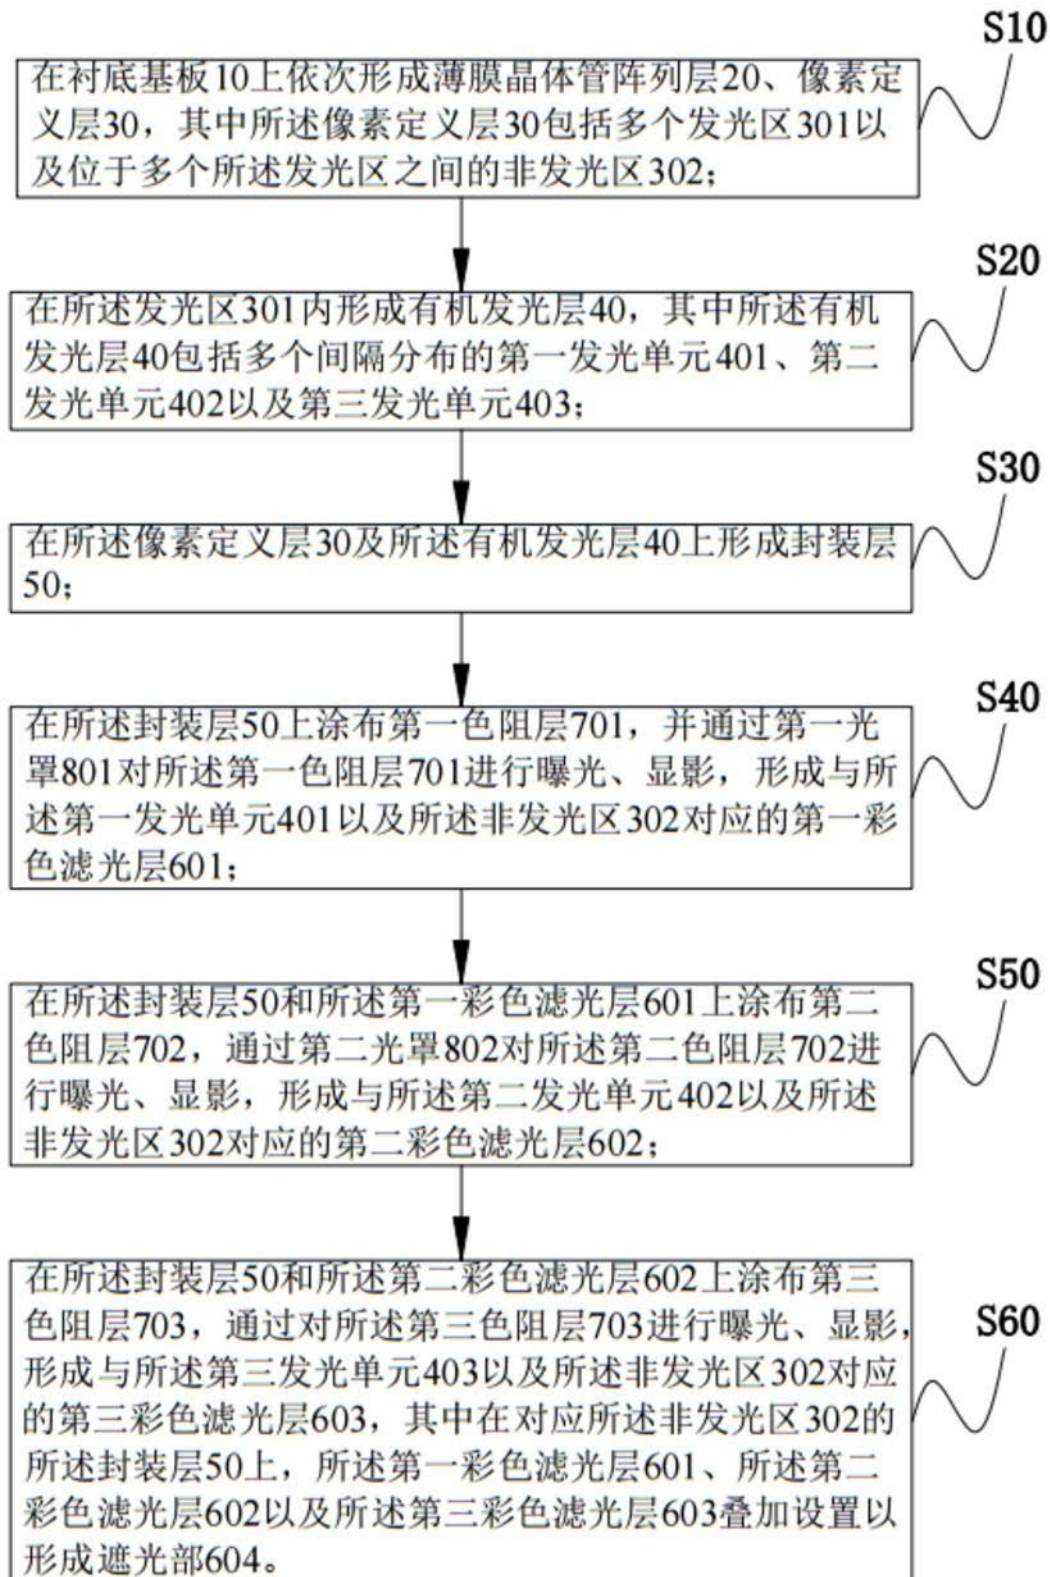 S10
在衬底基板10上依次形成薄膜晶体管阵列层20、像素定
义层30，其中所述像素定义层30包括多个发光区301以
及位于多个所述发光区之间的非发光区302；
S20
在所述发光区301内形成有机发光层40，其中所述有机
发光层40包括多个间隔分布的第一发光单元401、第二
发光单元402以及第三发光单元403；
S30
在所述像素定义层30及所述有机发光层40上形成封装层
50；
S40
在所述封装层50上涂布第一色阻层701，并通过第一光
罩801对所述第一色阻层701进行曝光、显影，形成与所
述第一发光单元401以及所述非发光区302对应的第一彩
色滤光层601；
S50
在所述封装层50和所述第一彩色滤光层601上涂布第二
色阻层702，通过第二光罩802对所述第二色阻层702进
行曝光、显影，形成与所述第二发光单元402以及所述
非发光区302对应的第二彩色滤光层602；
S60
在所述封装层50和所述第二彩色滤光层602上涂布第三
色阻层703，通过对所述第三色阻层703进行曝光、显影，
形成与所述第三发光单元403以及所述非发光区302对应
的第三彩色滤光层603，其中在对应所述非发光区302的
所述封装层50上，所述第一彩色滤光层601、所述第二
彩色滤光层602以及所述第三彩色滤光层603叠加设置以
形成遮光部604。